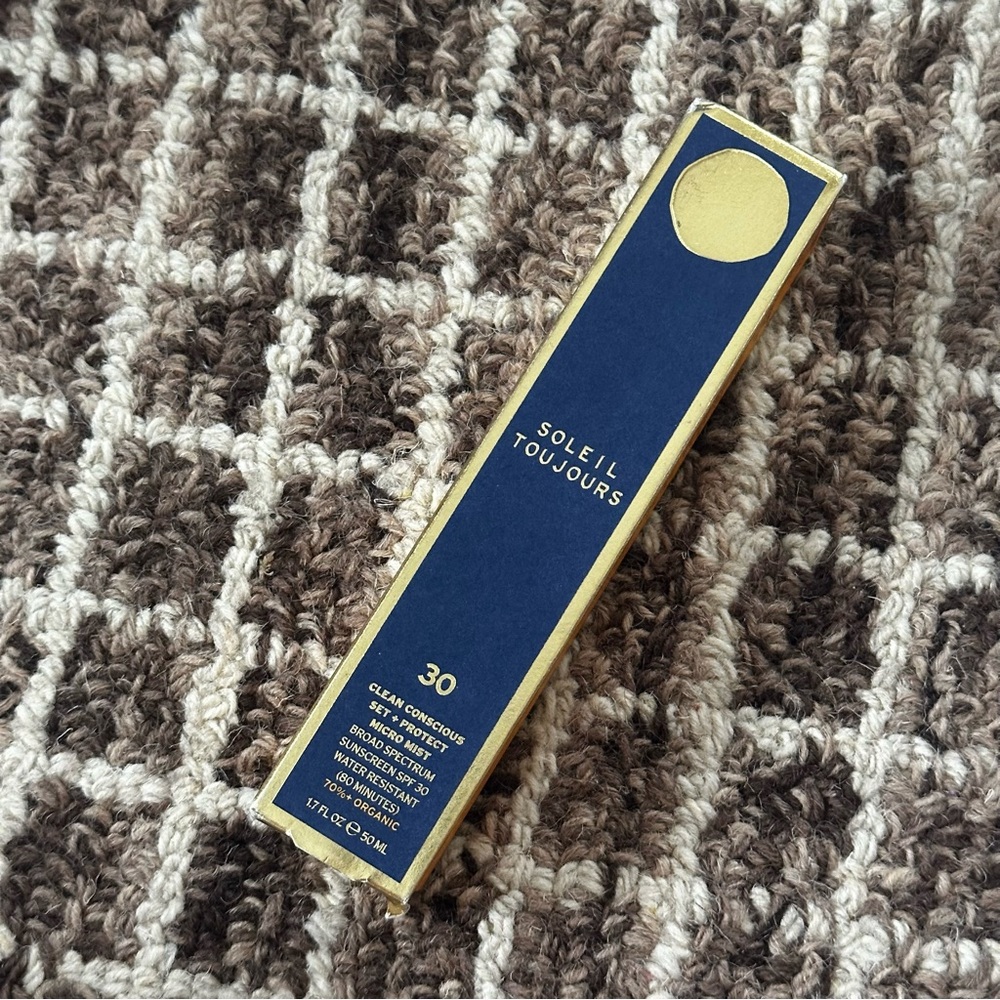 SOLEIL
TOUJOURS
30
CLEAN CONSCIOUS
SET + PROTECT
MICRO MIST
BROAD SPECTRUM
SUNSCREEN SPF 30
WATER RESISTANT
(80 MINUTES)
70%+ ORGANIC
1.7 FL OZ ℮ 50 ML